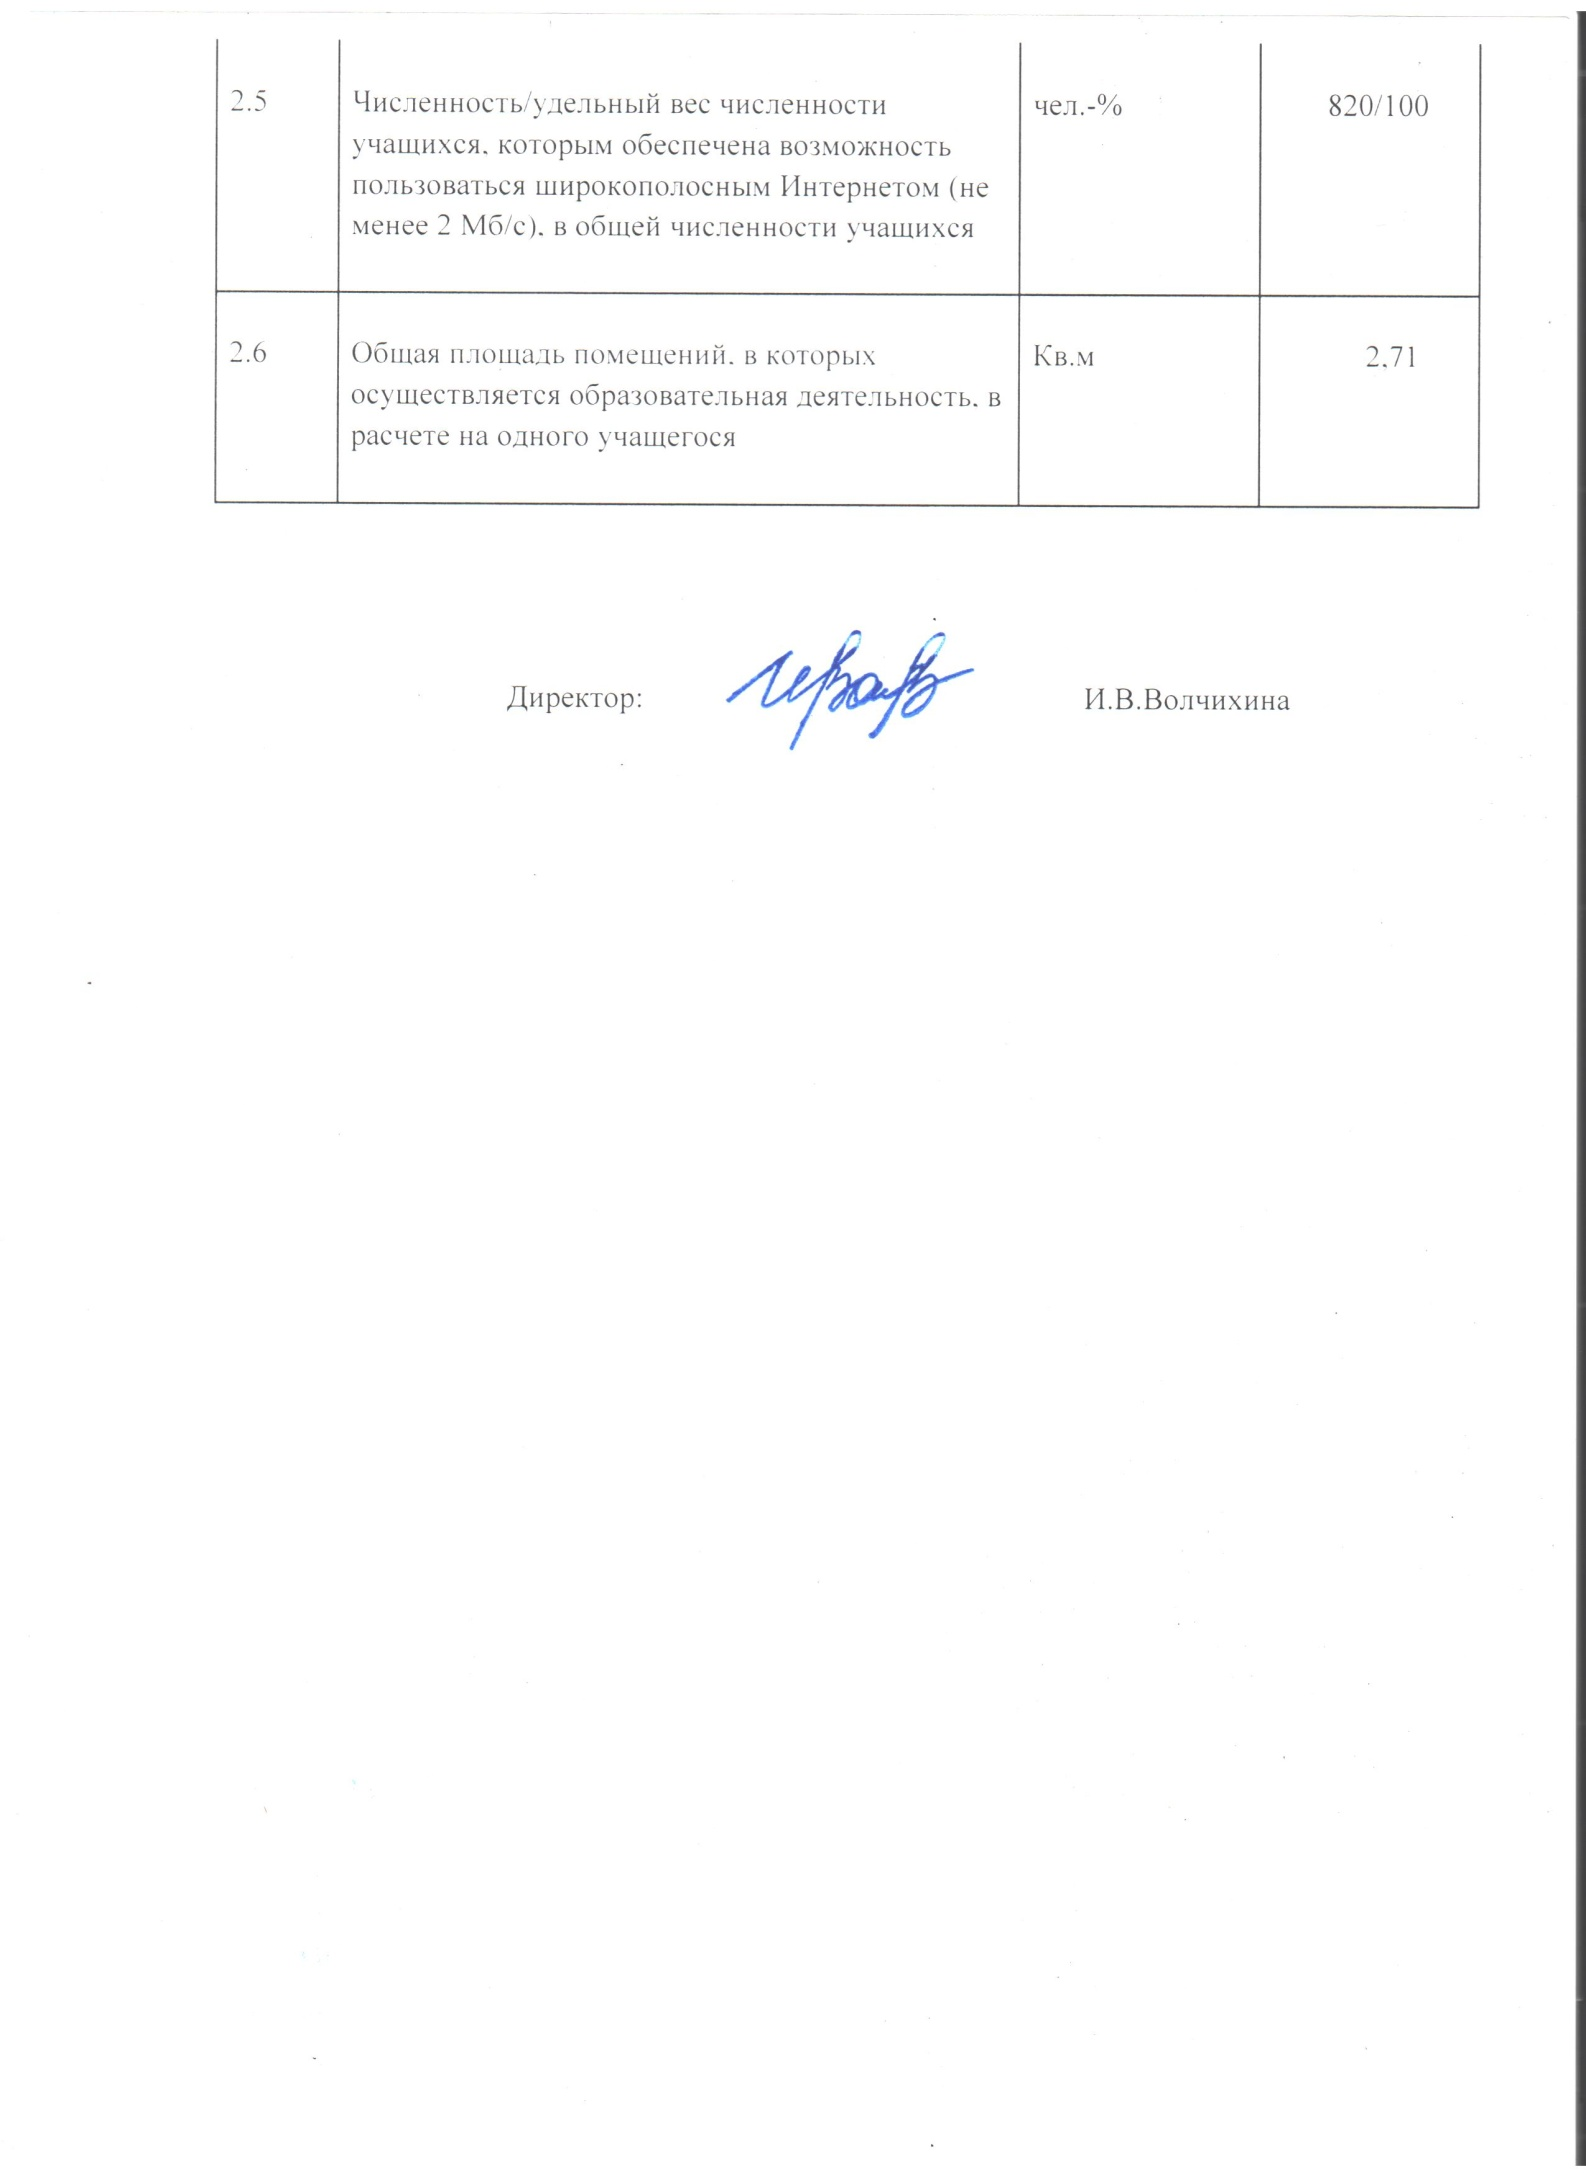 2.5 Численность/удельный вес численности чел.-% 820/100
учащихся, которым обеспечена возможность
пользоваться широкополосным Интернетом (не
менее 2 Мб/с), в общей численности учащихся
2.6 Общая площадь помещений, в которых Кв.м 2,71
осуществляется образовательная деятельность, в
расчете на одного учащегося
Директор: И.В.Волчихина